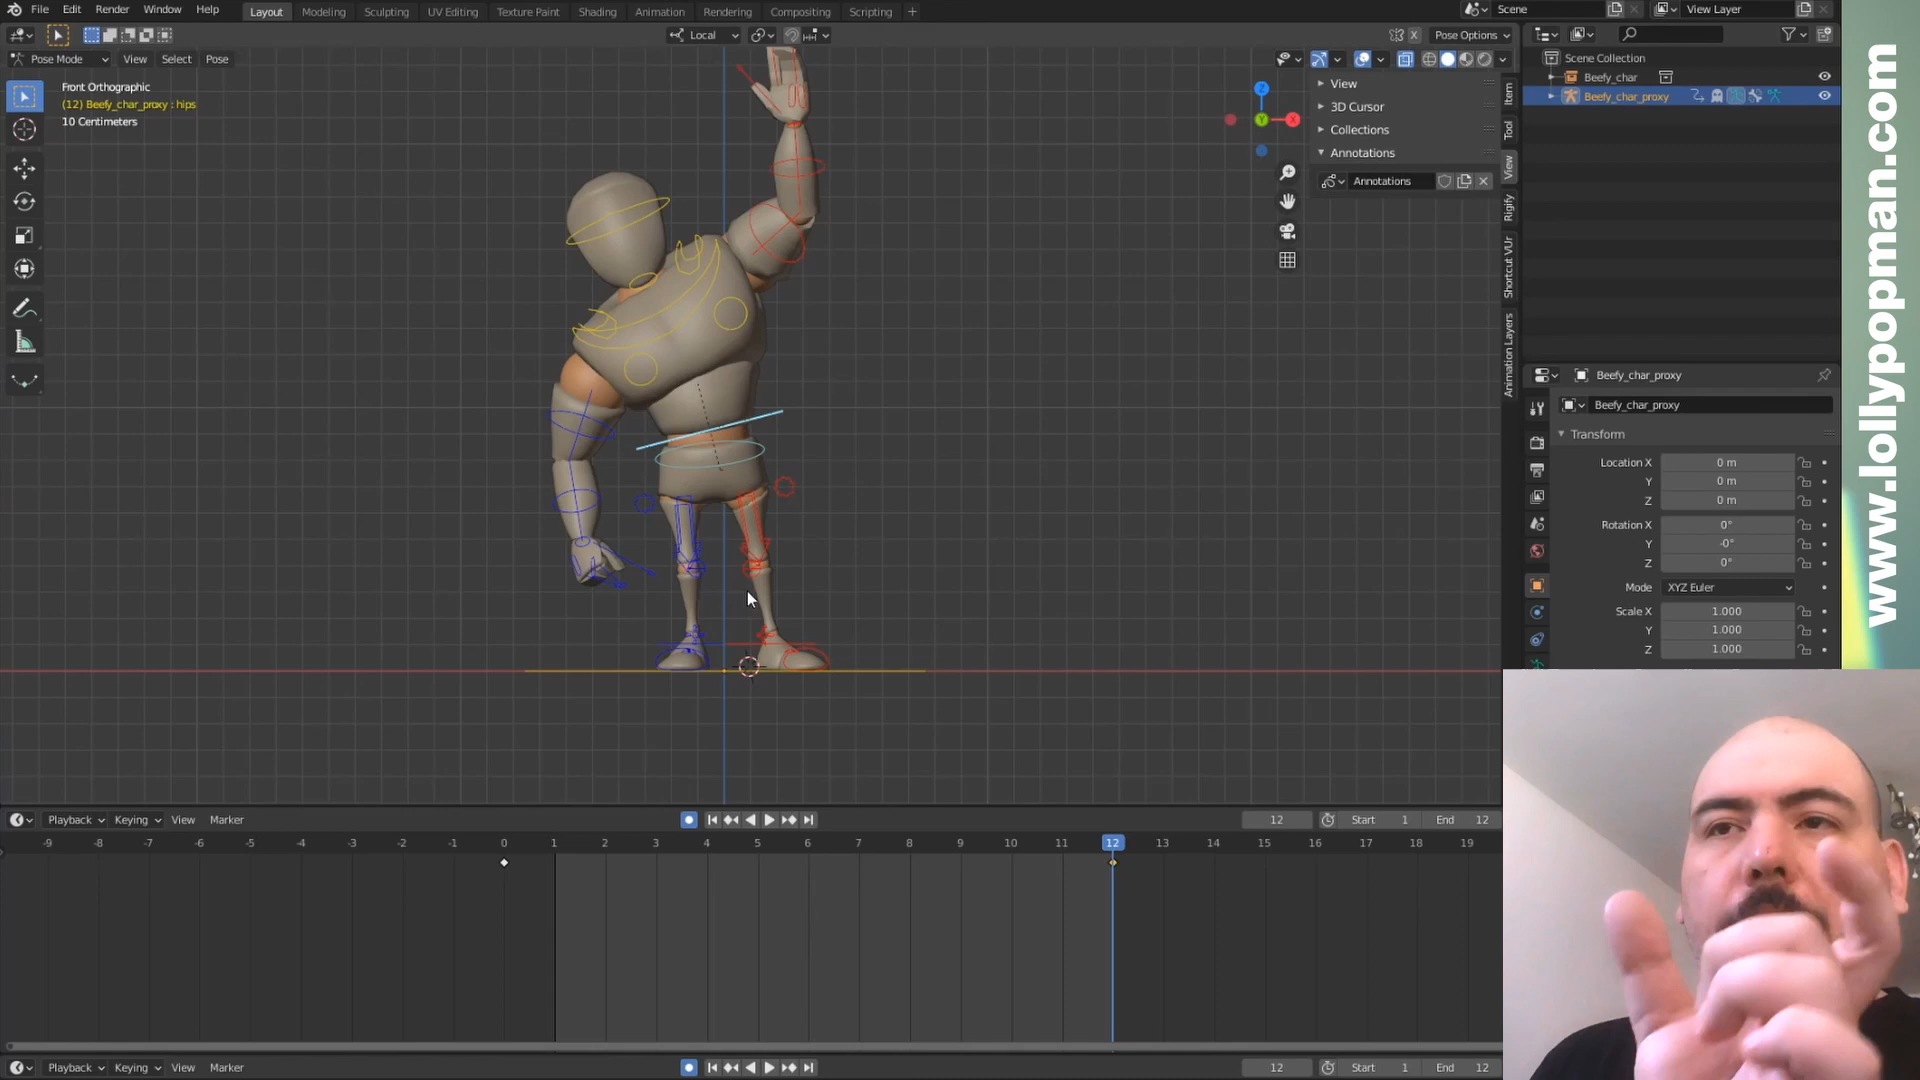 File Edit Render Window Help Layout Modeling Sculpting UV Editing Texture Paint Shading Animation Rendering Compositing Scripting + Scene View Layer
Local Pose Options
Pose Mode View Select Pose
Front Orthographic
(12) Beefy_char_proxy : hips
10 Centimeters
Z
Y
X
View
3D Cursor
Collections
Annotations
Annotations
Item
Tool
View
Rigify
Shortcut VUr
Animation Layers
Scene Collection
Beefy_char
Beefy_char_proxy
Beefy_char_proxy
Beefy_char_proxy
Transform
Location X 0 m
Y 0 m
Z 0 m
Rotation X 0°
Y -0°
Z 0°
Mode XYZ Euler
Scale X 1.000
Y 1.000
Z 1.000
www.lollypopman.com
Playback Keying View Marker 12 Start 1 End 12
-9 -8 -7 -6 -5 -4 -3 -2 -1 0 1 2 3 4 5 6 7 8 9 10 11 12 13 14 15 16 17 18 19
Playback Keying View Marker 12 Start 1 End 12